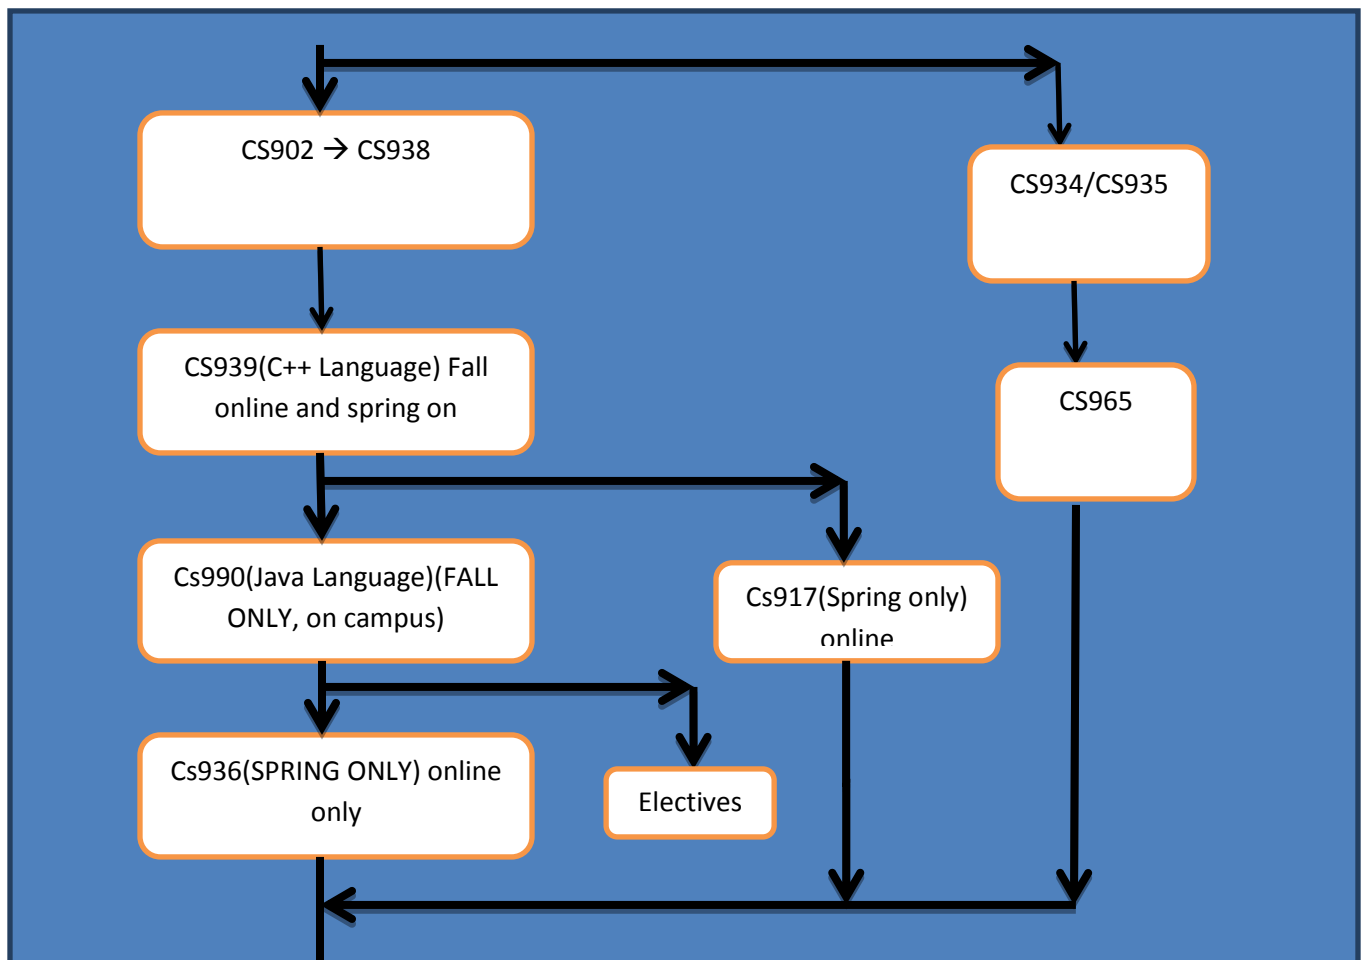 CS902 → CS938
CS934/CS935
CS939(C++ Language) Fall
online and spring on
CS965
Cs990(Java Language)(FALL
ONLY, on campus)
Cs917(Spring only)
online
Cs936(SPRING ONLY) online
only
Electives